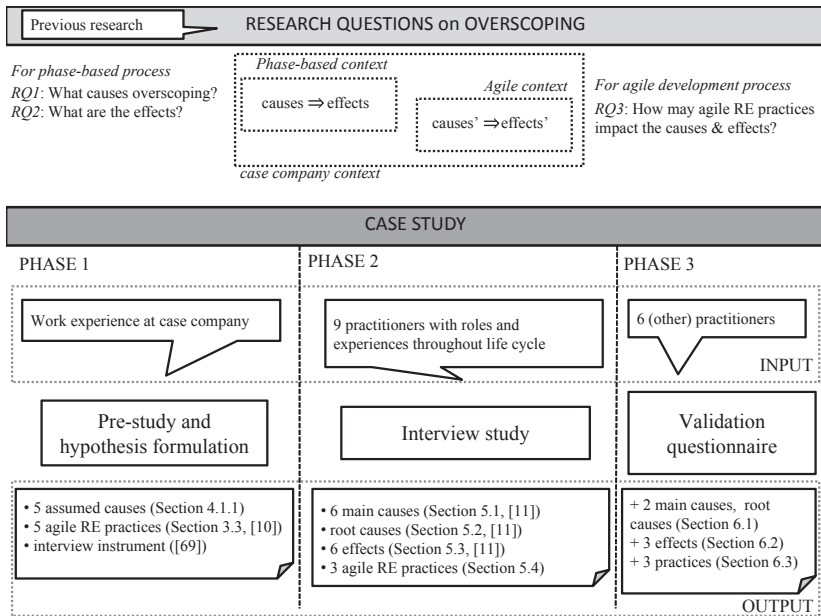 Previous research
RESEARCH QUESTIONS on OVERSCOPING
For phase-based process
RQ1: What causes overscoping?
RQ2: What are the effects?
Phase-based context
causes ⇒ effects
Agile context
causes’ ⇒ effects’
case company context
For agile development process
RQ3: How may agile RE practices
impact the causes & effects?
CASE STUDY
PHASE 1
PHASE 2
PHASE 3
Work experience at case company
9 practitioners with roles and
experiences throughout life cycle
6 (other) practitioners
INPUT
Pre-study and
hypothesis formulation
Interview study
Validation
questionnaire
• 5 assumed causes (Section 4.1.1)
• 5 agile RE practices (Section 3.3, [10])
• interview instrument ([69])
• 6 main causes (Section 5.1, [11])
• root causes (Section 5.2, [11])
• 6 effects (Section 5.3, [11])
• 3 agile RE practices (Section 5.4)
+ 2 main causes, root
causes (Section 6.1)
+ 3 effects (Section 6.2)
+ 3 practices (Section 6.3)
OUTPUT